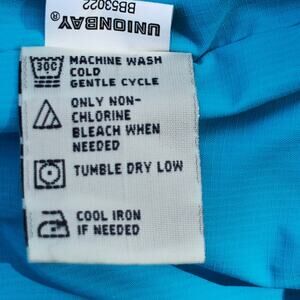 UNIONBAY®
BB53022
30C
MACHINE WASH
COLD
GENTLE CYCLE
ONLY NON-
CHLORINE
BLEACH WHEN
NEEDED
TUMBLE DRY LOW
COOL IRON
IF NEEDED